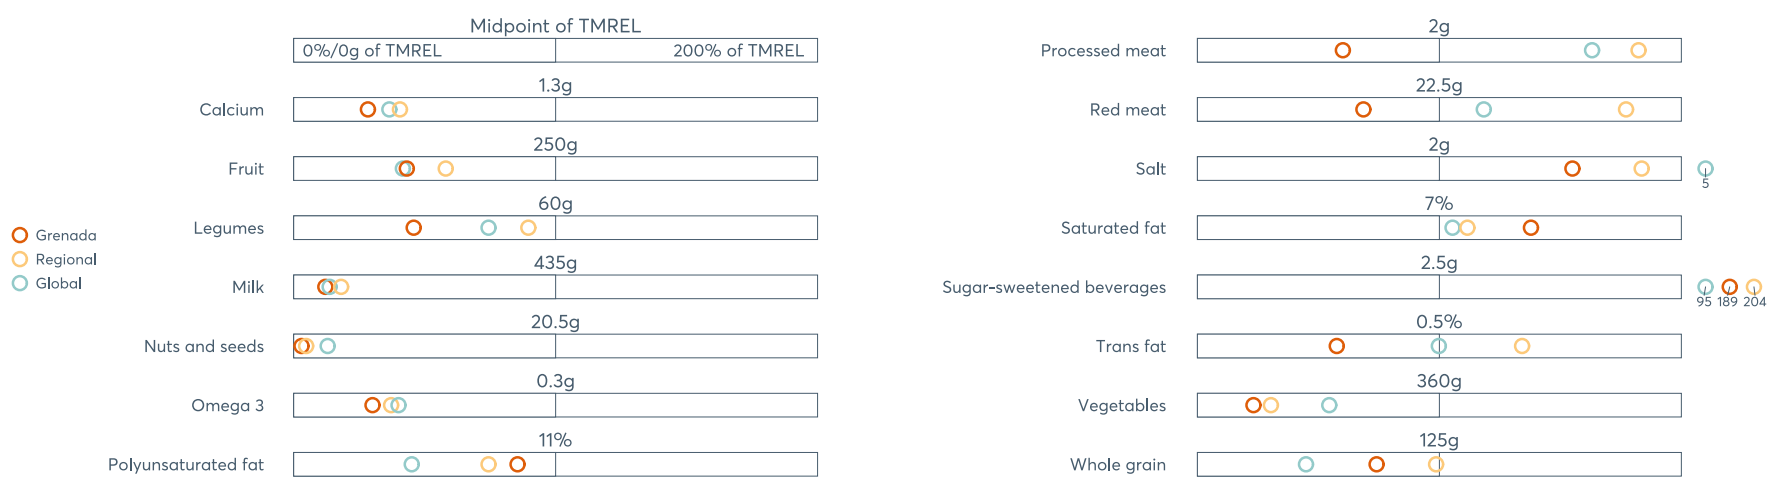 Midpoint of TMREL
0%/0g of TMREL 200% of TMREL
1.3g
Calcium
250g
Fruit
60g
Legumes
435g
Milk
20.5g
Nuts and seeds
0.3g
Omega 3
11%
Polyunsaturated fat
Grenada
Regional
Global
2g
Processed meat
22.5g
Red meat
2g
Salt
5
7%
Saturated fat
2.5g
Sugar-sweetened beverages
95 189 204
0.5%
Trans fat
360g
Vegetables
125g
Whole grain